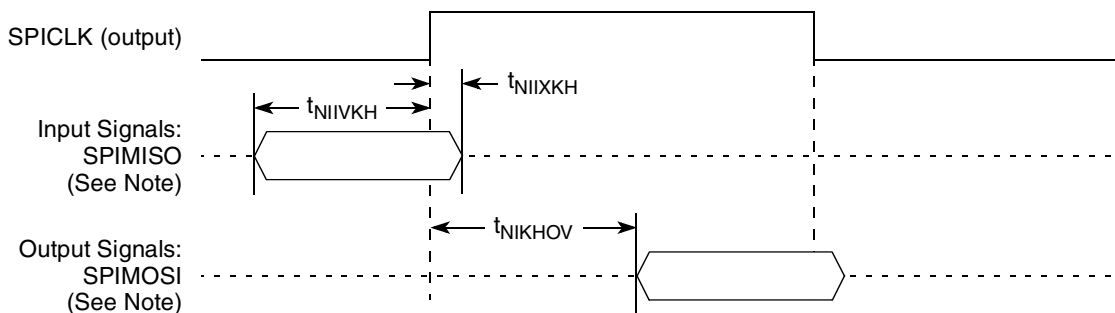 SPICLK (output)
tNIIXKH
tNIIVKH
Input Signals:
SPIMISO
(See Note)
tNIKHOV
Output Signals:
SPIMOSI
(See Note)